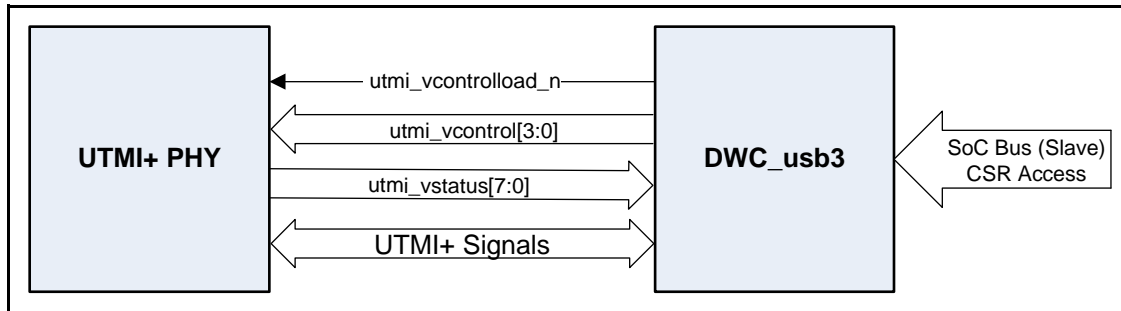 utmi_vcontrolload_n
utmi_vcontrol[3:0]
UTMI+ PHY
DWC_usb3
SoC Bus (Slave)
CSR Access
utmi_vstatus[7:0]
UTMI+ Signals